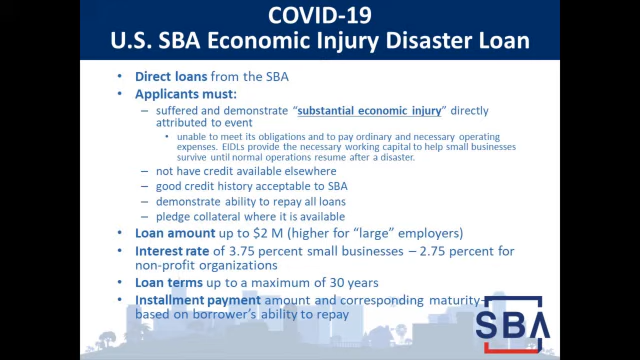 COVID-19
U.S. SBA Economic Injury Disaster Loan
• Direct loans from the SBA
• Applicants must:
– suffered and demonstrate “substantial economic injury” directly
attributed to event
• unable to meet its obligations and to pay ordinary and necessary operating
expenses. EIDLs provide the necessary working capital to help small businesses
survive until normal operations resume after a disaster.
– not have credit available elsewhere
– good credit history acceptable to SBA
– demonstrate ability to repay all loans
– pledge collateral where it is available
• Loan amount up to $2 M (higher for “large” employers)
• Interest rate of 3.75 percent small businesses – 2.75 percent for
non-profit organizations
• Loan terms up to a maximum of 30 years
• Installment payment amount and corresponding maturity
based on borrower’s ability to repay
SBA